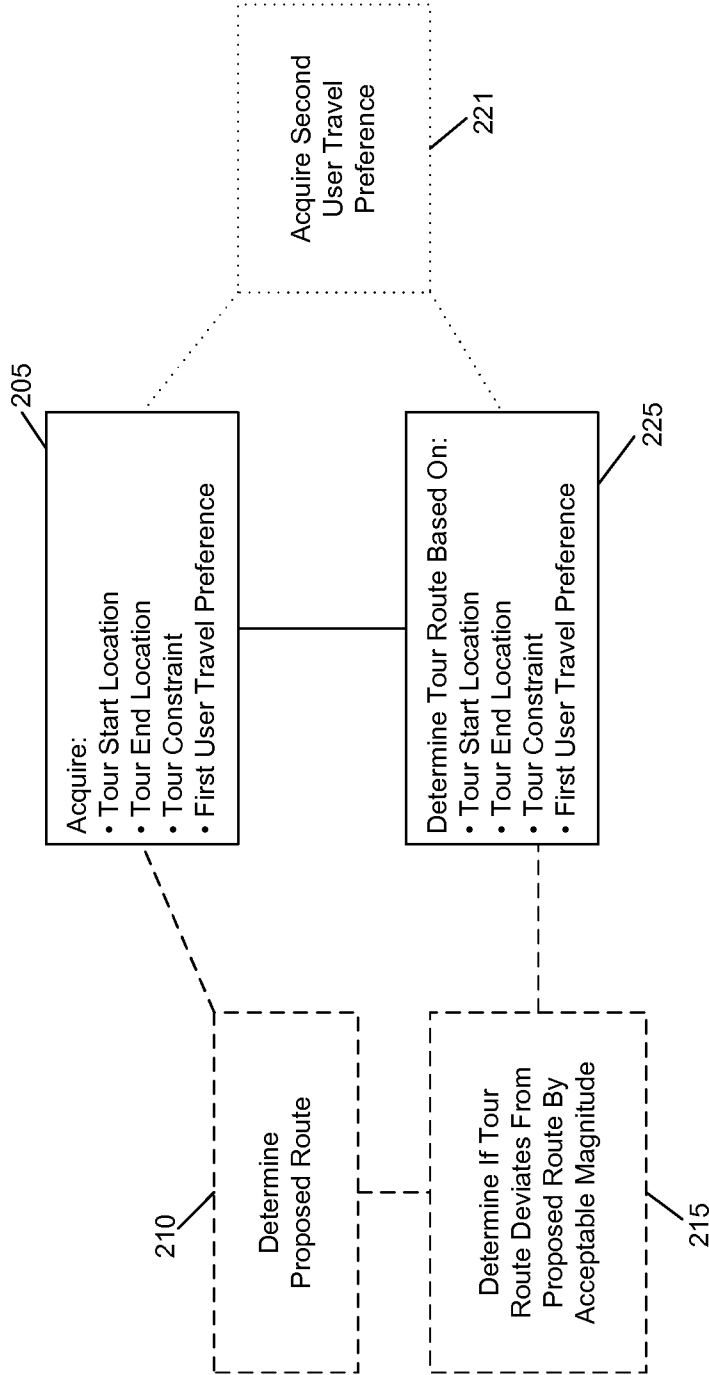 205
Acquire:
• Tour Start Location
• Tour End Location
• Tour Constraint
• First User Travel Preference
210
Determine
Proposed Route
Acquire Second
User Travel
Preference
221
Determine Tour Route Based On:
• Tour Start Location
• Tour End Location
• Tour Constraint
• First User Travel Preference
225
Determine If Tour
Route Deviates From
Proposed Route By
Acceptable Magnitude
215